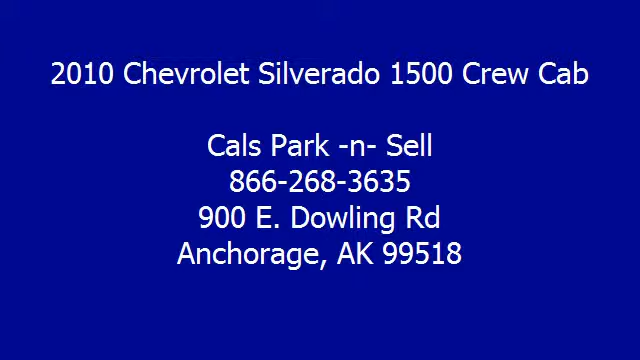 2010 Chevrolet Silverado 1500 Crew Cab
Cals Park -n- Sell
866-268-3635
900 E. Dowling Rd
Anchorage, AK 99518